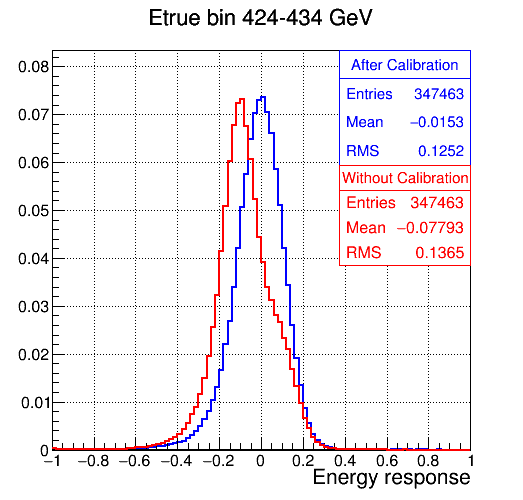 Etrue bin 424-434 GeV
After Calibration
Entries 347463
Mean −0.0153
RMS 0.1252
Without Calibration
Entries 347463
Mean −0.07793
RMS 0.1365
0.08
0.07
0.06
0.05
0.04
0.03
0.02
0.01
0
−1 −0.8 −0.6 −0.4 −0.2 0 0.2 0.4 0.6 0.8 1
Energy response